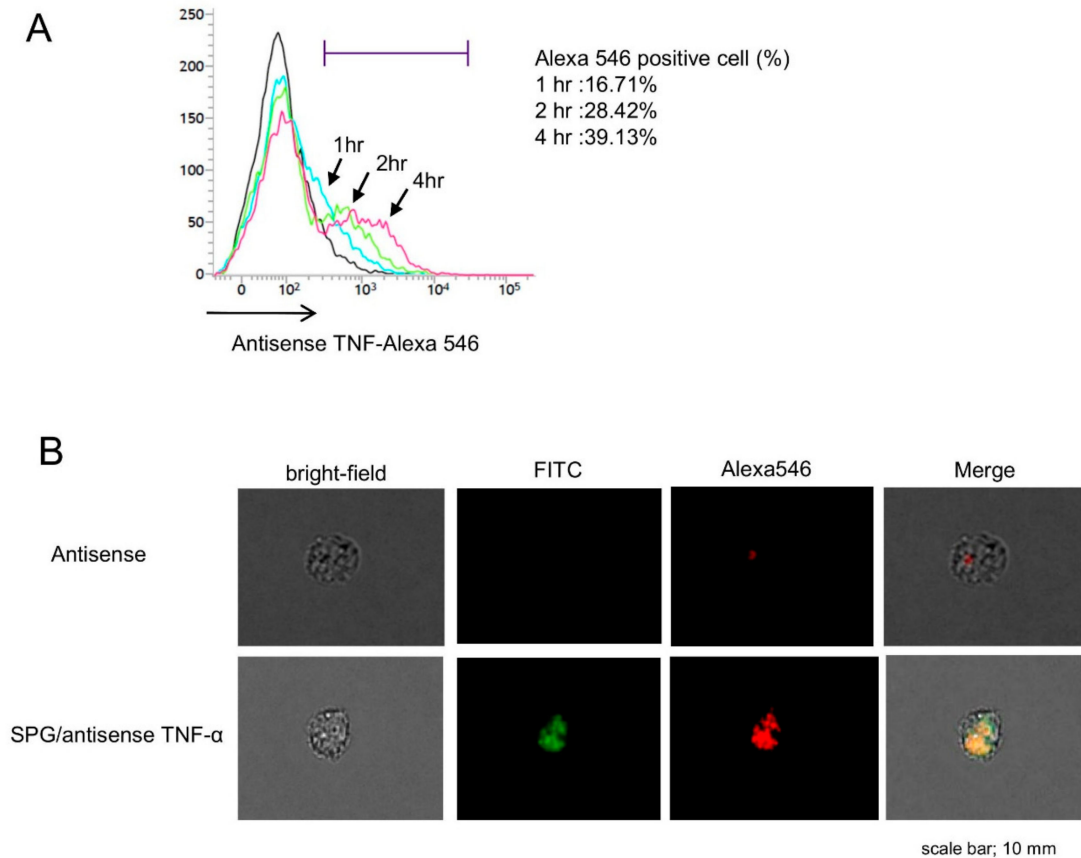 A
250
200
150
100
50
0
1hr
2hr
4hr
0 10² 10³ 10⁴ 10⁵
Antisense TNF-Alexa 546
Alexa 546 positive cell (%)
1 hr :16.71%
2 hr :28.42%
4 hr :39.13%
B
bright-field FITC Alexa546 Merge
Antisense
SPG/antisense TNF-α
scale bar; 10 mm